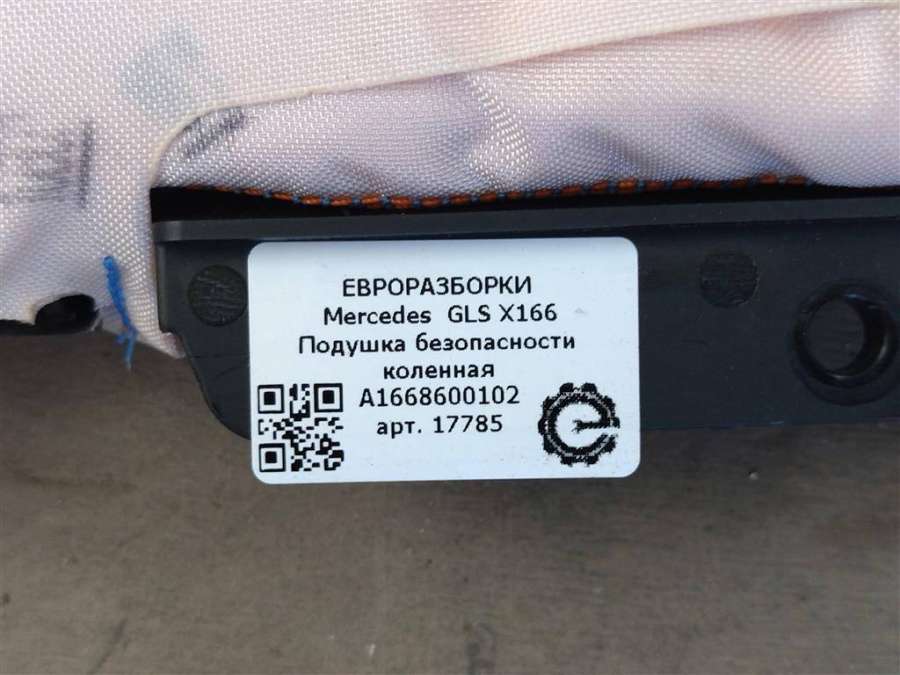 ЕВРОРАЗБОРКИ
Mercedes GLS X166
Подушка безопасности
коленная
A1668600102
арт. 17785